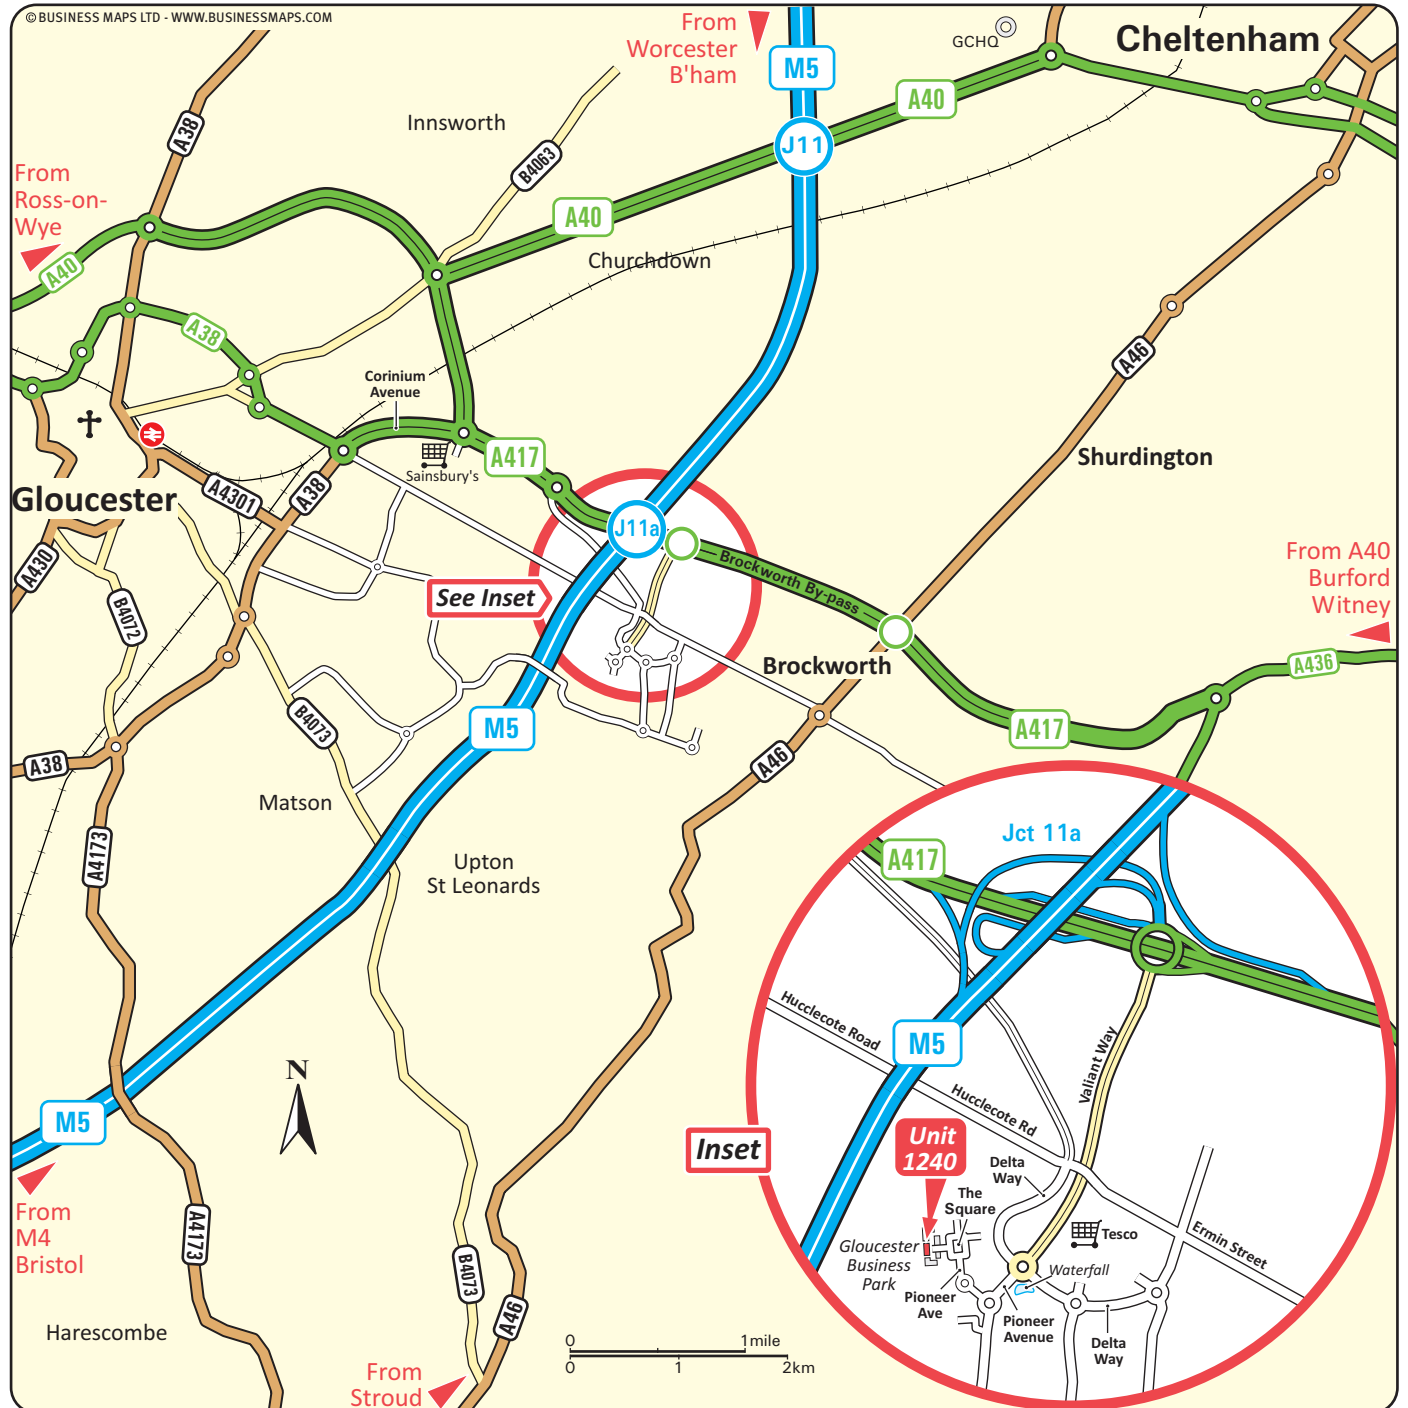 © BUSINESS MAPS LTD - WWW.BUSINESSMAPS.COM
From
Worcester
B'ham
M5
GCHQ
Cheltenham
A40
J11
A38
Innsworth
B4063
From
Ross-on-
Wye
A40
A40
Churchdown
A38
Corinium
Avenue
A46
Sainsbury's
A417
Shurdington
Gloucester
A4301
A38
J11a
A430
Brockworth By-pass
From A40
Burford
Witney
See Inset
B4072
Brockworth
A436
B4073
M5
A417
A38
A46
Matson
Jct 11a
A4173
Upton
St Leonards
A417
Hucclecote Road
M5
Valiant Way
N
Hucclecote Rd
M5
Inset
Unit
1240
Delta
Way
The
Square
From
M4
Bristol
A4173
Tesco
Ermin Street
Gloucester
Business
Park
Waterfall
B4073
Pioneer
Ave
Pioneer
Avenue
Delta
Way
A46
Harescombe
0 1mile
0 1 2km
From
Stroud